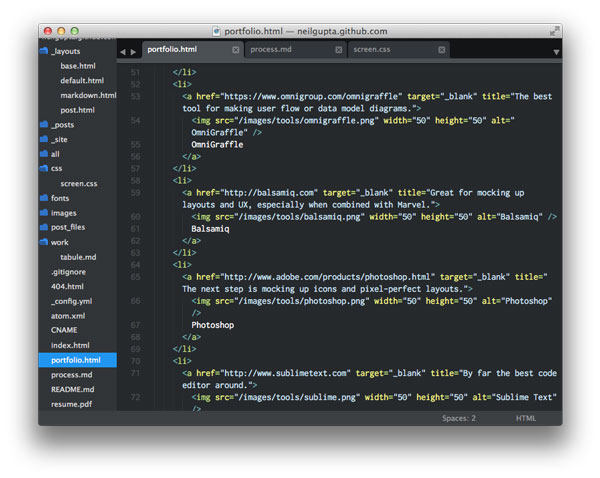 portfolio.html — neilgupta.github.com
_layouts
base.html
default.html
markdown.html
post.html
_posts
_site
all
css
screen.css
fonts
images
post_files
work
tabule.md
.gitignore
404.html
_config.yml
atom.xml
CNAME
index.html
portfolio.html
process.md
README.md
resume.pdf
portfolio.html process.md screen.css
51 </li>
52 <li>
53 <a href="https://www.omnigroup.com/omnigraffle" target="_blank" title="The best
tool for making user flow or data model diagrams.">
54 <img src="/images/tools/omnigraffle.png" width="50" height="50" alt="
OmniGraffle" />
55 OmniGraffle
56 </a>
57 </li>
58 <li>
59 <a href="http://balsamiq.com" target="_blank" title="Great for mocking up
layouts and UX, especially when combined with Marvel.">
60 <img src="/images/tools/balsamiq.png" width="50" height="50" alt="Balsamiq" />
61 Balsamiq
62 </a>
63 </li>
64 <li>
65 <a href="http://www.adobe.com/products/photoshop.html" target="_blank" title="
The next step is mocking up icons and pixel-perfect layouts.">
66 <img src="/images/tools/photoshop.png" width="50" height="50" alt="Photoshop"
/>
67 Photoshop
68 </a>
69 </li>
70 <li>
71 <a href="http://www.sublimetext.com" target="_blank" title="By far the best code
editor around.">
72 <img src="/images/tools/sublime.png" width="50" height="50" alt="Sublime Text"
/>
Spaces: 2 HTML